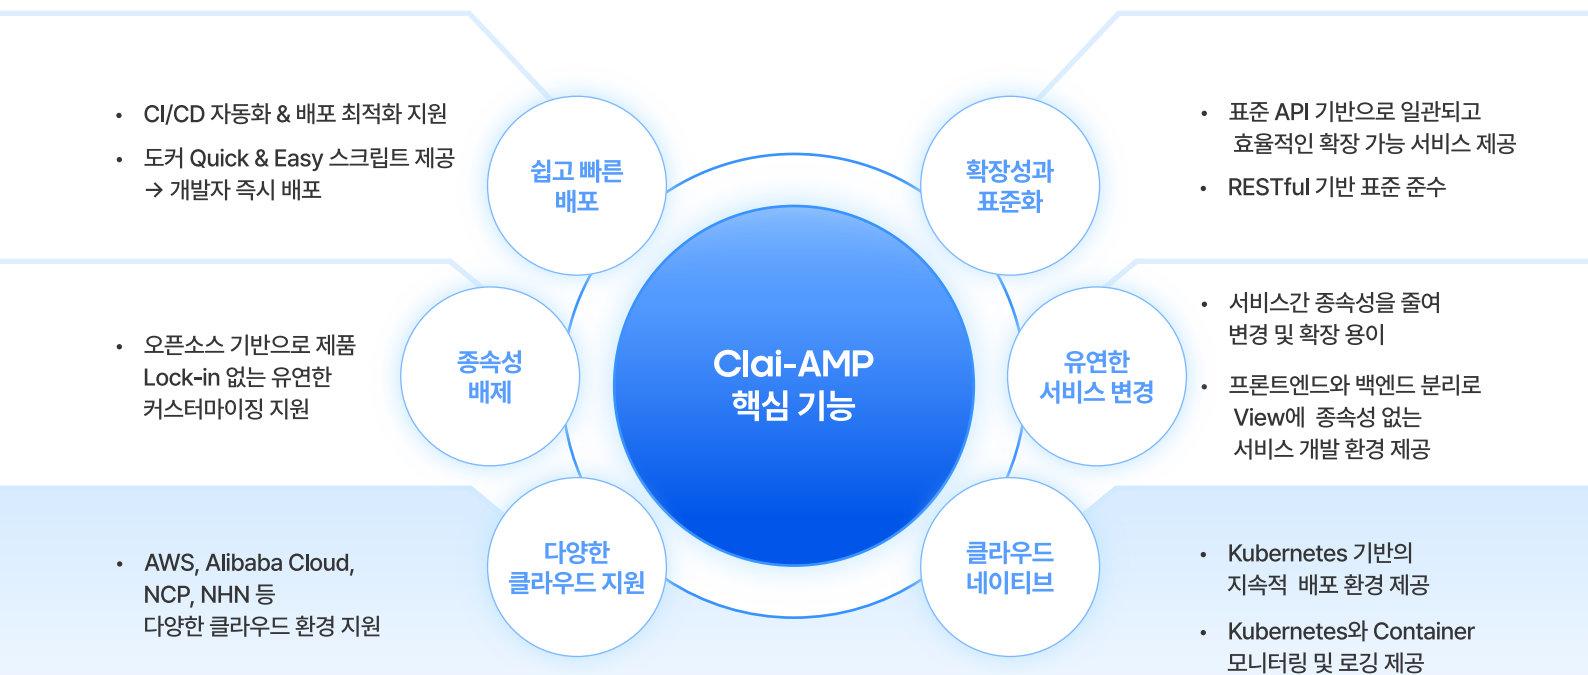 • CI/CD 자동화 & 배포 최적화 지원
• 도커 Quick & Easy 스크립트 제공
→ 개발자 즉시 배포
쉽고 빠른
배포
확장성과
표준화
• 표준 API 기반으로 일관되고
효율적인 확장 가능 서비스 제공
• RESTful 기반 표준 준수
• 오픈소스 기반으로 제품
Lock-in 없는 유연한
커스터마이징 지원
종속성
배제
Clai-AMP
핵심 기능
유연한
서비스 변경
• 서비스간 종속성을 줄여
변경 및 확장 용이
• 프론트엔드와 백엔드 분리로
View에 종속성 없는
서비스 개발 환경 제공
• AWS, Alibaba Cloud,
NCP, NHN 등
다양한 클라우드 환경 지원
다양한
클라우드 지원
클라우드
네이티브
• Kubernetes 기반의
지속적 배포 환경 제공
• Kubernetes와 Container
모니터링 및 로깅 제공